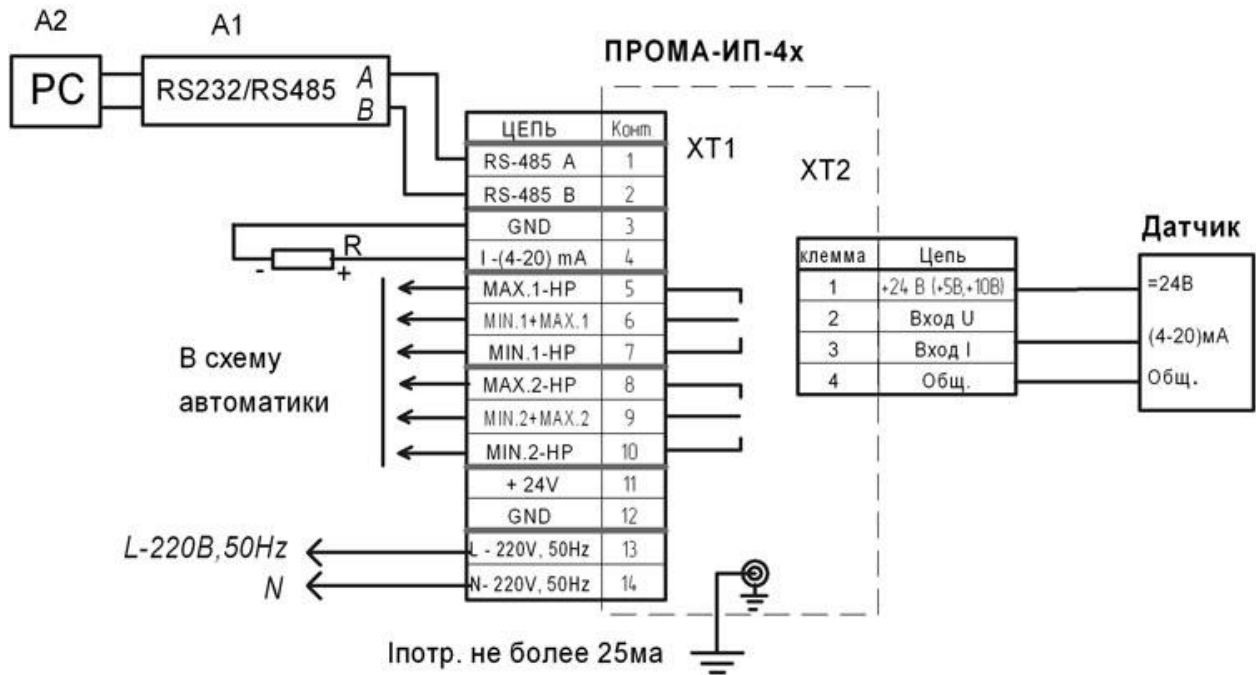 A2
A1
ПРОМА-ИП-4х
PC
RS232/RS485
A
B
ЦЕПЬ Конт
RS-485 A 1
RS-485 B 2
GND 3
I -(4-20) mA 4
MAX.1-HP 5
MIN.1+MAX.1 6
MIN.1-HP 7
MAX.2-HP 8
MIN.2+MAX.2 9
MIN.2-HP 10
+ 24V 11
GND 12
L - 220V, 50Hz 13
N- 220V, 50Hz 14
XT1
XT2
клемма Цепь
1 +24 В (+5В,+10В)
2 Вход U
3 Вход I
4 Общ.
Датчик
=24В
(4-20)мА
Общ.
R
- +
В схему
автоматики
L-220В,50Hz
N
Iпотр. не более 25ма